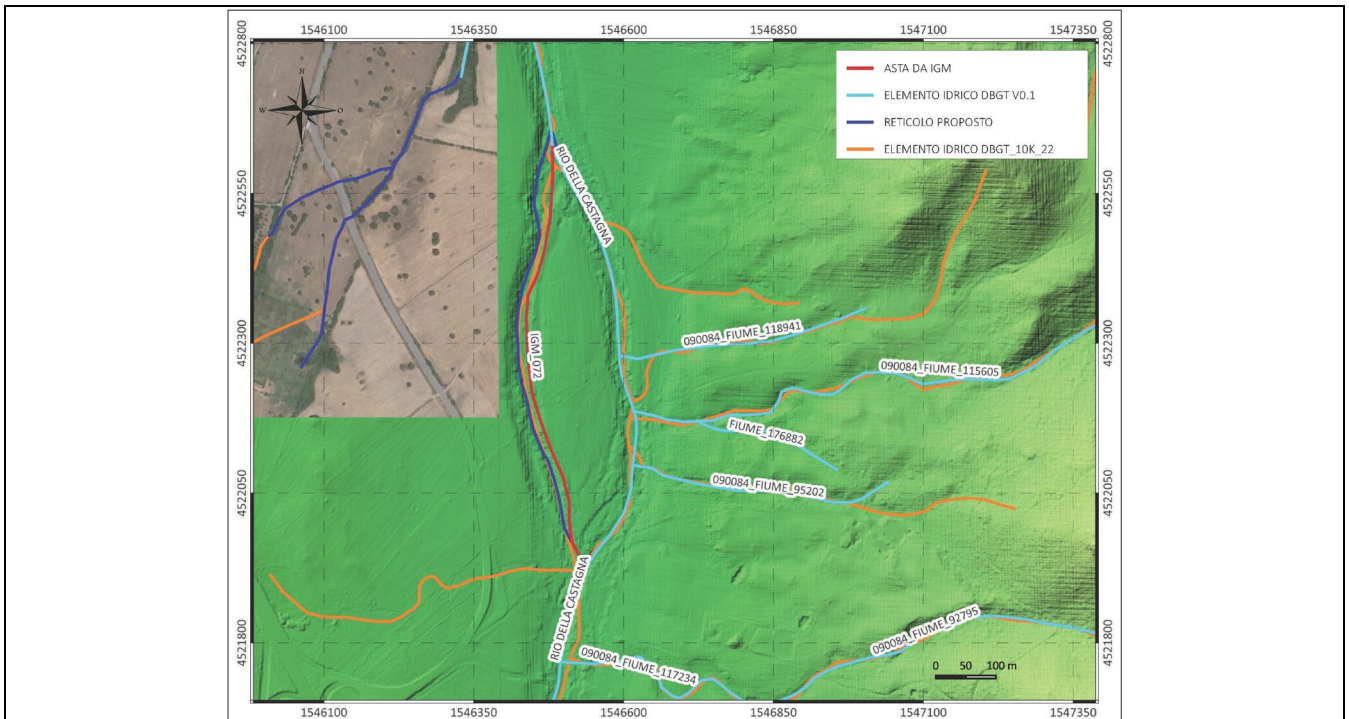 1546100 1546350 1546600 1546850 1547100 1547350
4522800
4522800
N
W
O
S
ASTA DA IGM
ELEMENTO IDRICO DBGT V0.1
RETICOLO PROPOSTO
ELEMENTO IDRICO DBGT_10K_22
RIO DELLA CASTAGNA
4522550
4522550
4522300
4522300
090084_FIUME_118941
IGM_072
090084_FIUME_115605
FIUME_176882
4522050
4522050
090084_FIUME_95202
RIO DELLA CASTAGNA
4521800
4521800
090084_FIUME_92795
090084_FIUME_117234
0 50 100 m
1546100 1546350 1546600 1546850 1547100 1547350